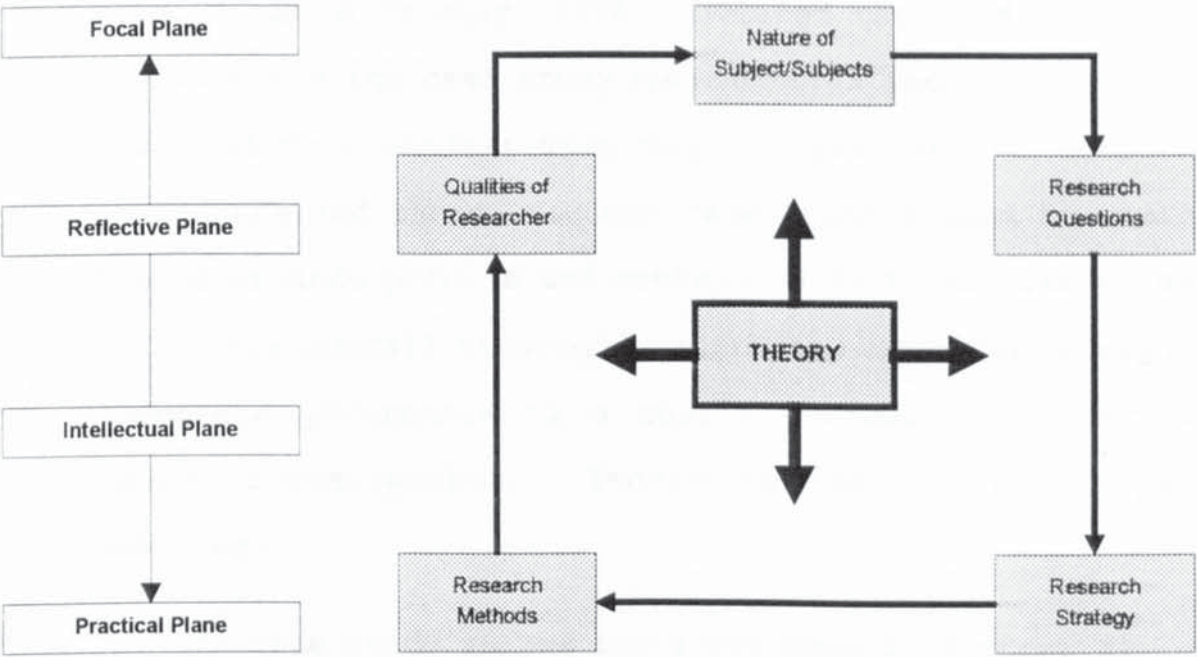 Focal Plane
Reflective Plane
Intellectual Plane
Practical Plane
Nature of
Subject/Subjects
Qualities of
Researcher
Research
Questions
THEORY
Research
Methods
Research
Strategy